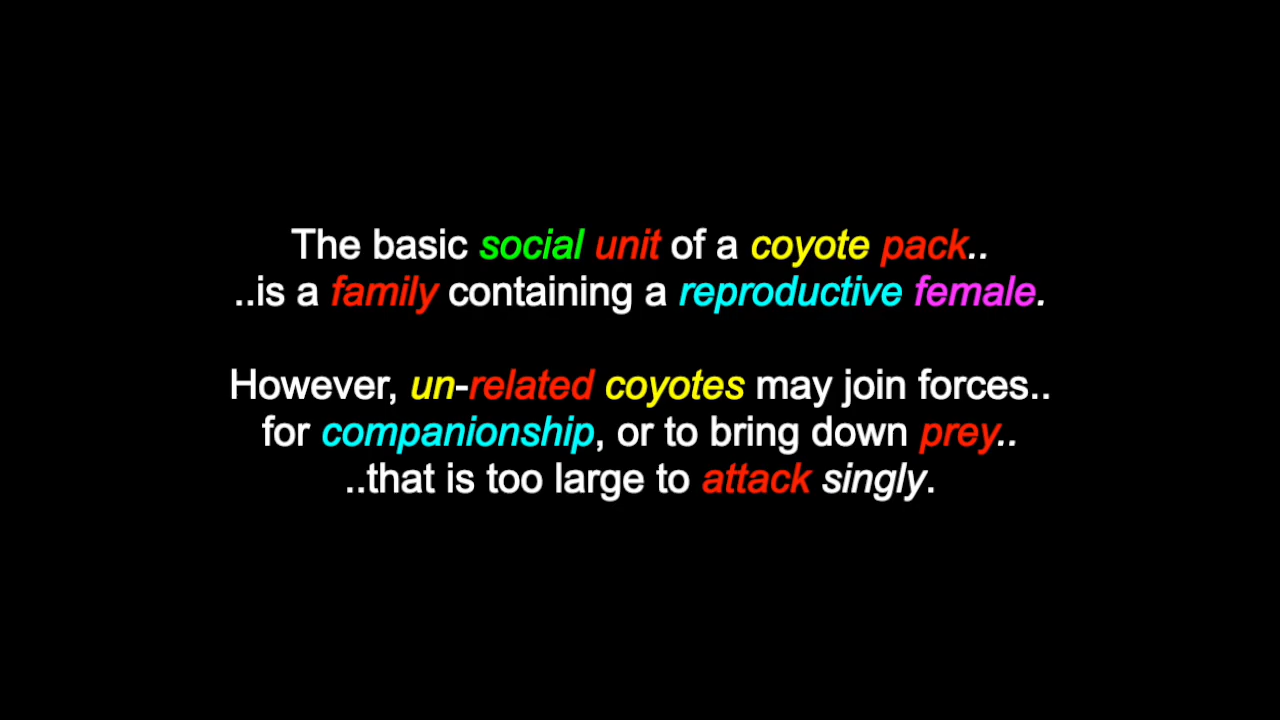 The basic social unit of a coyote pack..
..is a family containing a reproductive female.
However, un-related coyotes may join forces..
for companionship, or to bring down prey..
..that is too large to attack singly.